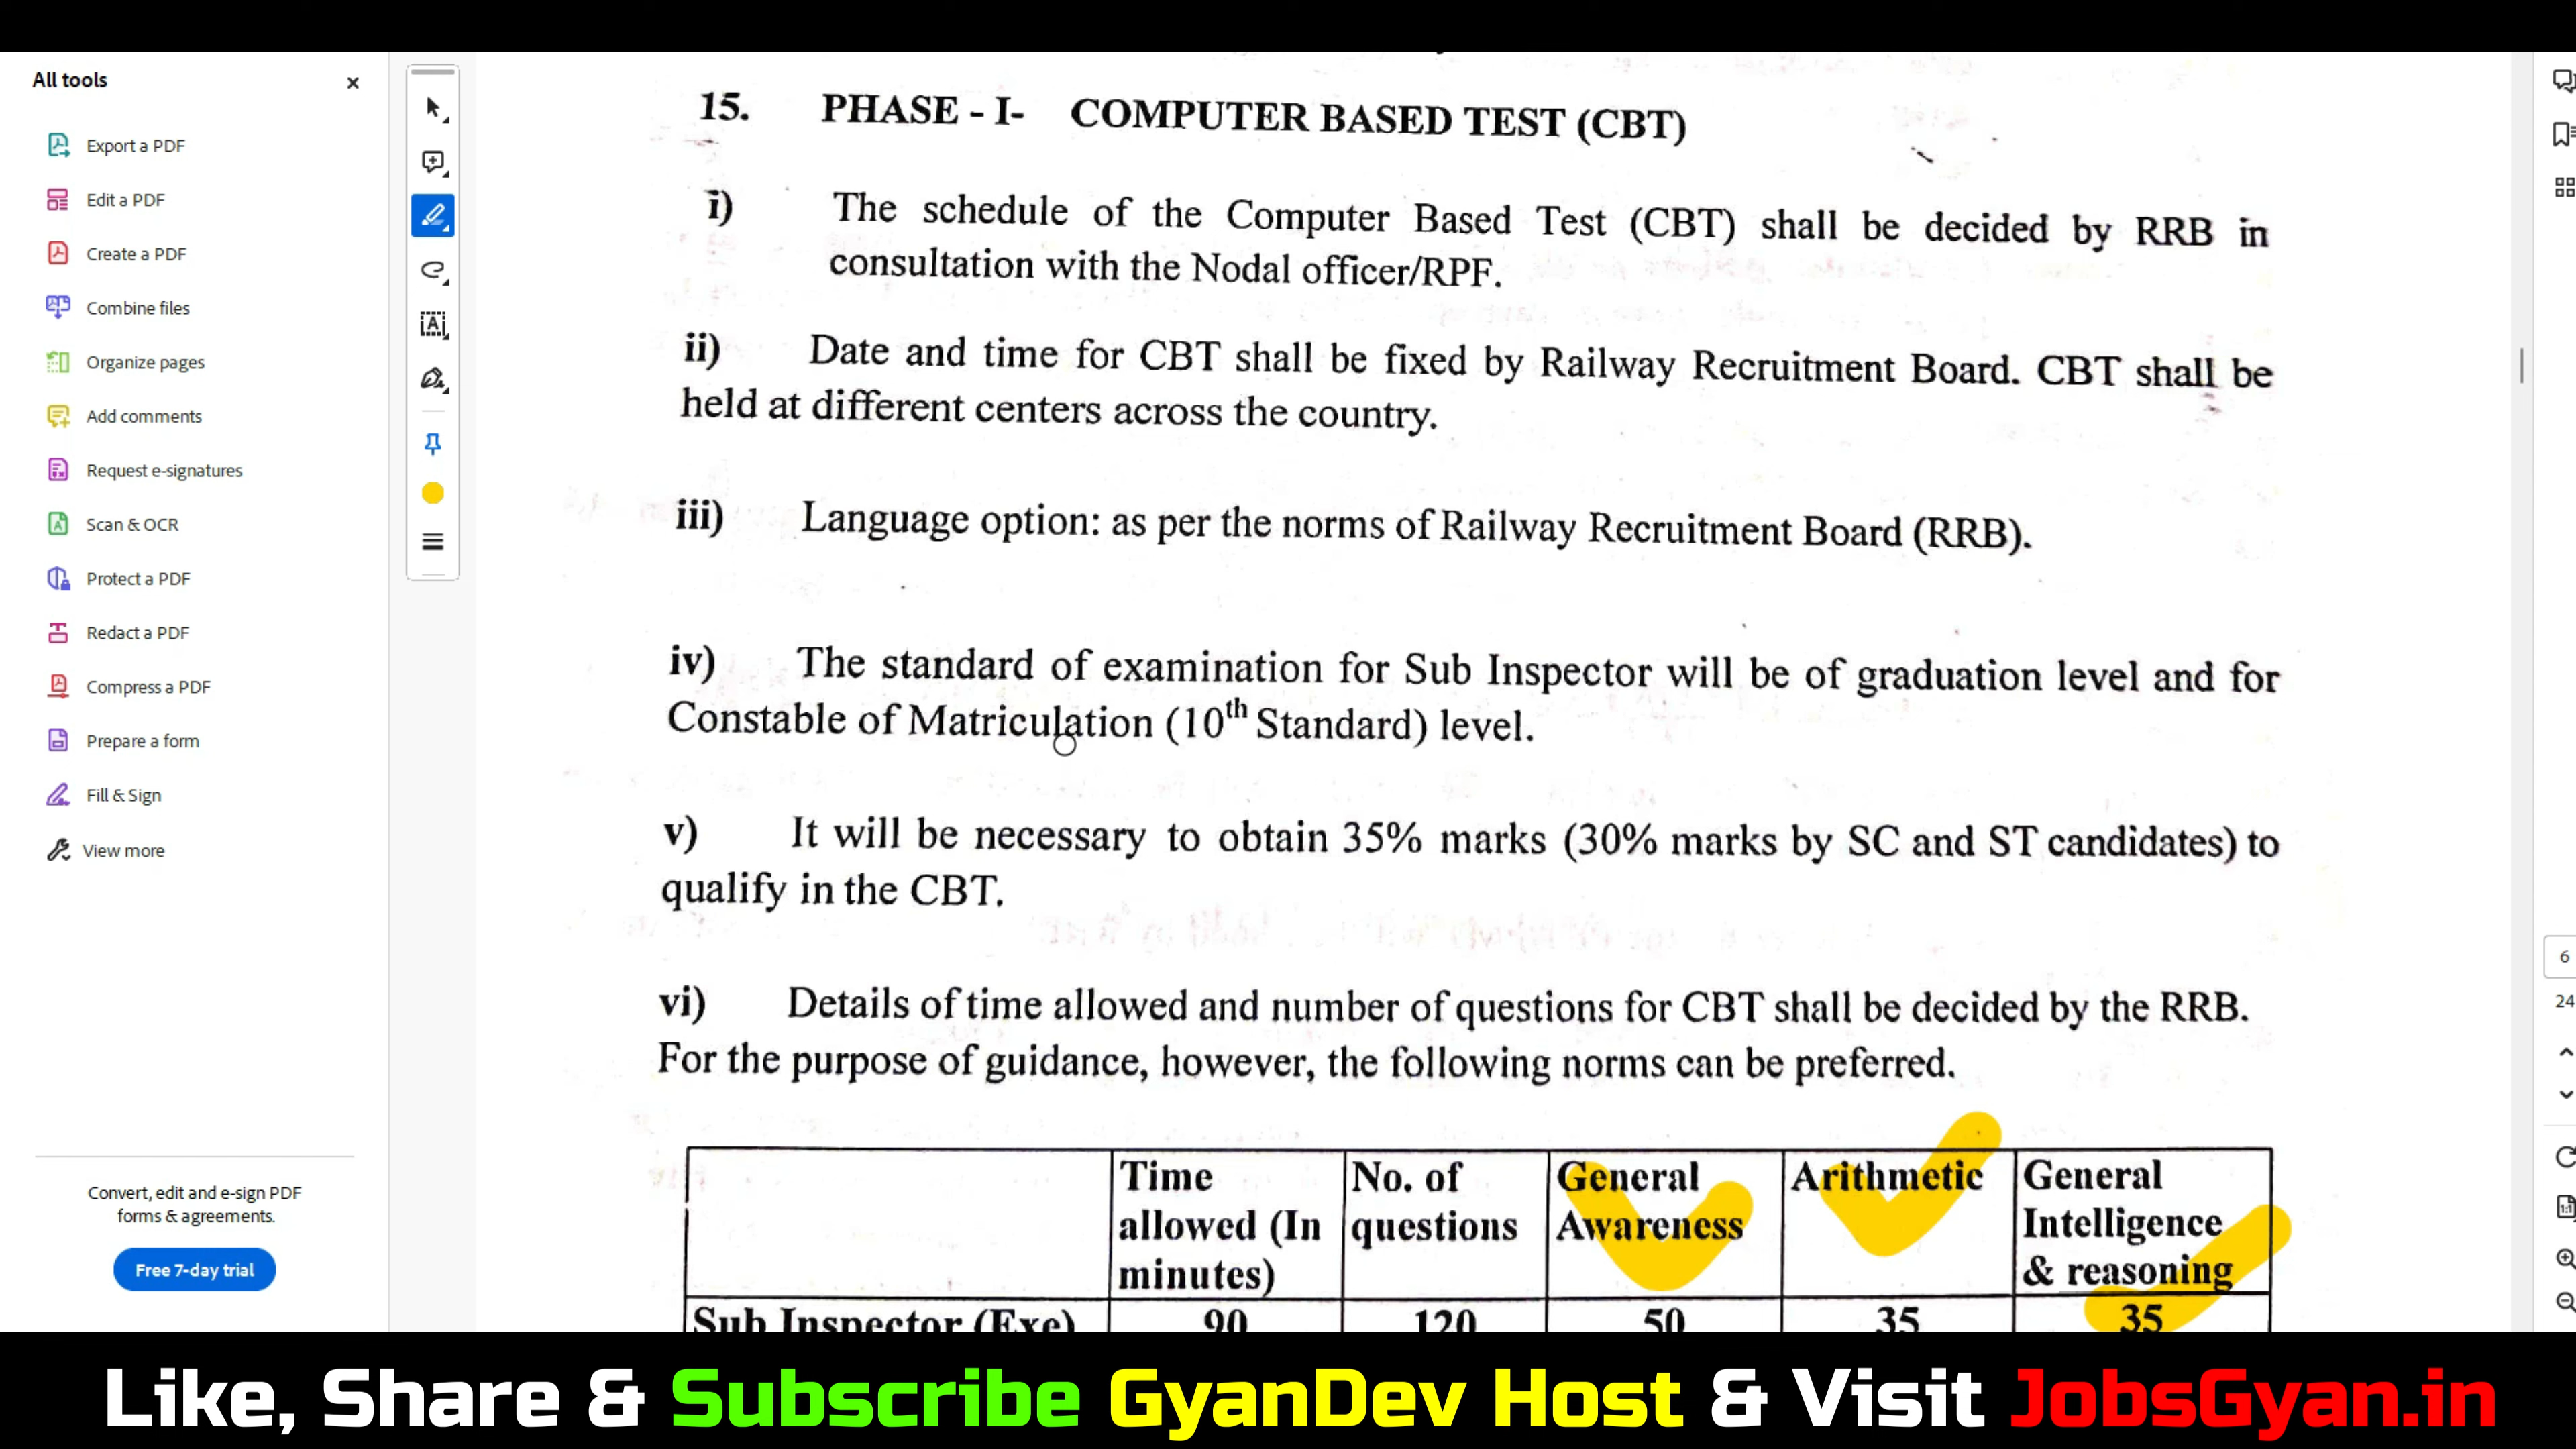 All tools
Export a PDF
Edit a PDF
Create a PDF
Combine files
Organize pages
Add comments
Request e-signatures
Scan & OCR
Protect a PDF
Redact a PDF
Compress a PDF
Prepare a form
Fill & Sign
View more
Convert, edit and e-sign PDF
forms & agreements.
Free 7-day trial
15. PHASE - I- COMPUTER BASED TEST (CBT)
i) The schedule of the Computer Based Test (CBT) shall be decided by RRB in
consultation with the Nodal officer/RPF.
ii) Date and time for CBT shall be fixed by Railway Recruitment Board. CBT shall be
held at different centers across the country.
iii) Language option: as per the norms of Railway Recruitment Board (RRB).
iv) The standard of examination for Sub Inspector will be of graduation level and for
Constable of Matriculation (10th Standard) level.
v) It will be necessary to obtain 35% marks (30% marks by SC and ST candidates) to
qualify in the CBT.
vi) Details of time allowed and number of questions for CBT shall be decided by the RRB.
For the purpose of guidance, however, the following norms can be preferred.
Time allowed (In minutes) No. of questions General Awareness Arithmetic General Intelligence & reasoning
Sub Inspector (Exe) 90 120 50 35 35
6
24
Like, Share & Subscribe GyanDev Host & Visit JobsGyan.in